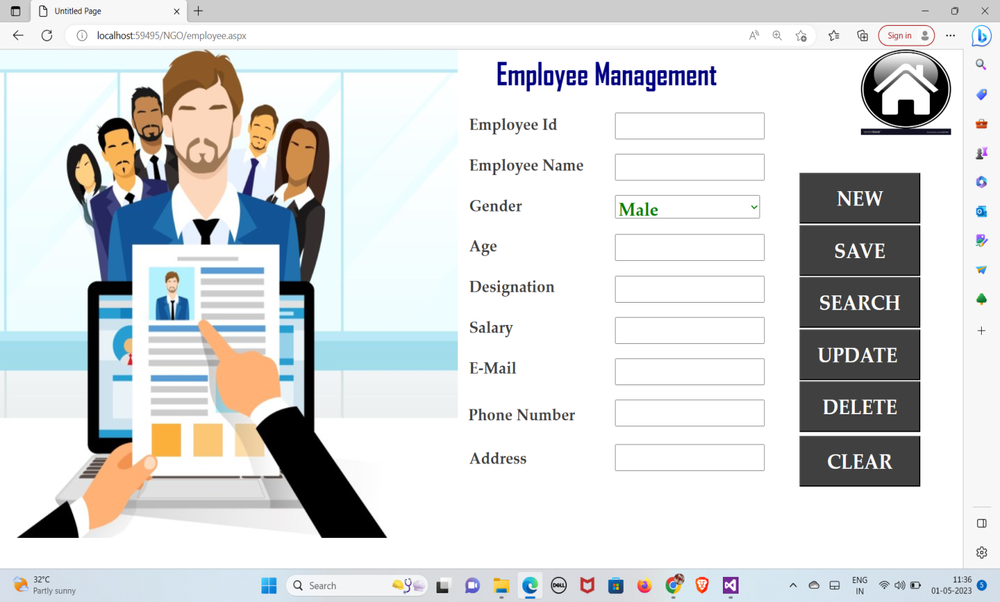 Untitled Page
localhost:59495/NGO/employee.aspx
Sign in
Employee Management
Employee Id
Employee Name
Gender
Male
Age
Designation
Salary
E-Mail
Phone Number
Address
NEW
SAVE
SEARCH
UPDATE
DELETE
CLEAR
32°C
Partly sunny
Search
DELL
ENG
IN
11:36
01-05-2023
5